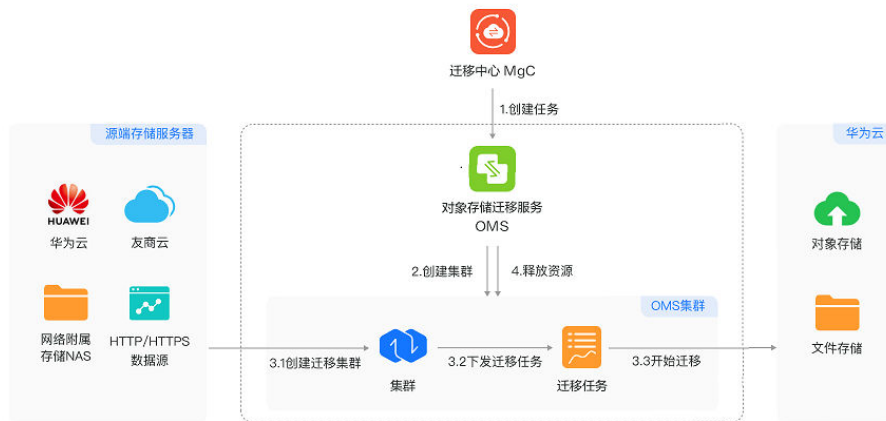 迁移中心 MgC
1.创建任务
源端存储服务器
HUAWEI
华为云
友商云
网络附属
存储NAS
HTTP/HTTPS
数据源
对象存储迁移服务
OMS
2.创建集群
4.释放资源
OMS集群
3.1创建迁移集群
集群
3.2下发迁移任务
迁移任务
3.3开始迁移
华为云
对象存储
文件存储